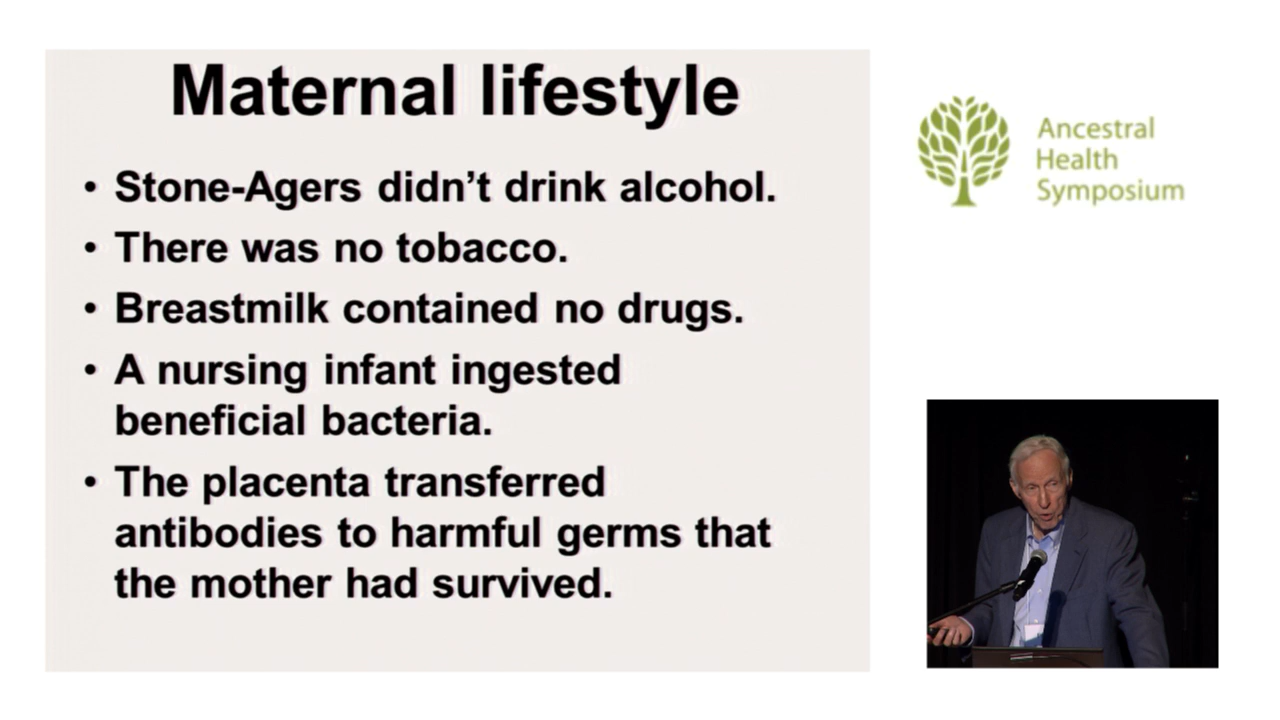 Maternal lifestyle
• Stone-Agers didn’t drink alcohol.
• There was no tobacco.
• Breastmilk contained no drugs.
• A nursing infant ingested
beneficial bacteria.
• The placenta transferred
antibodies to harmful germs that
the mother had survived.
Ancestral
Health
Symposium